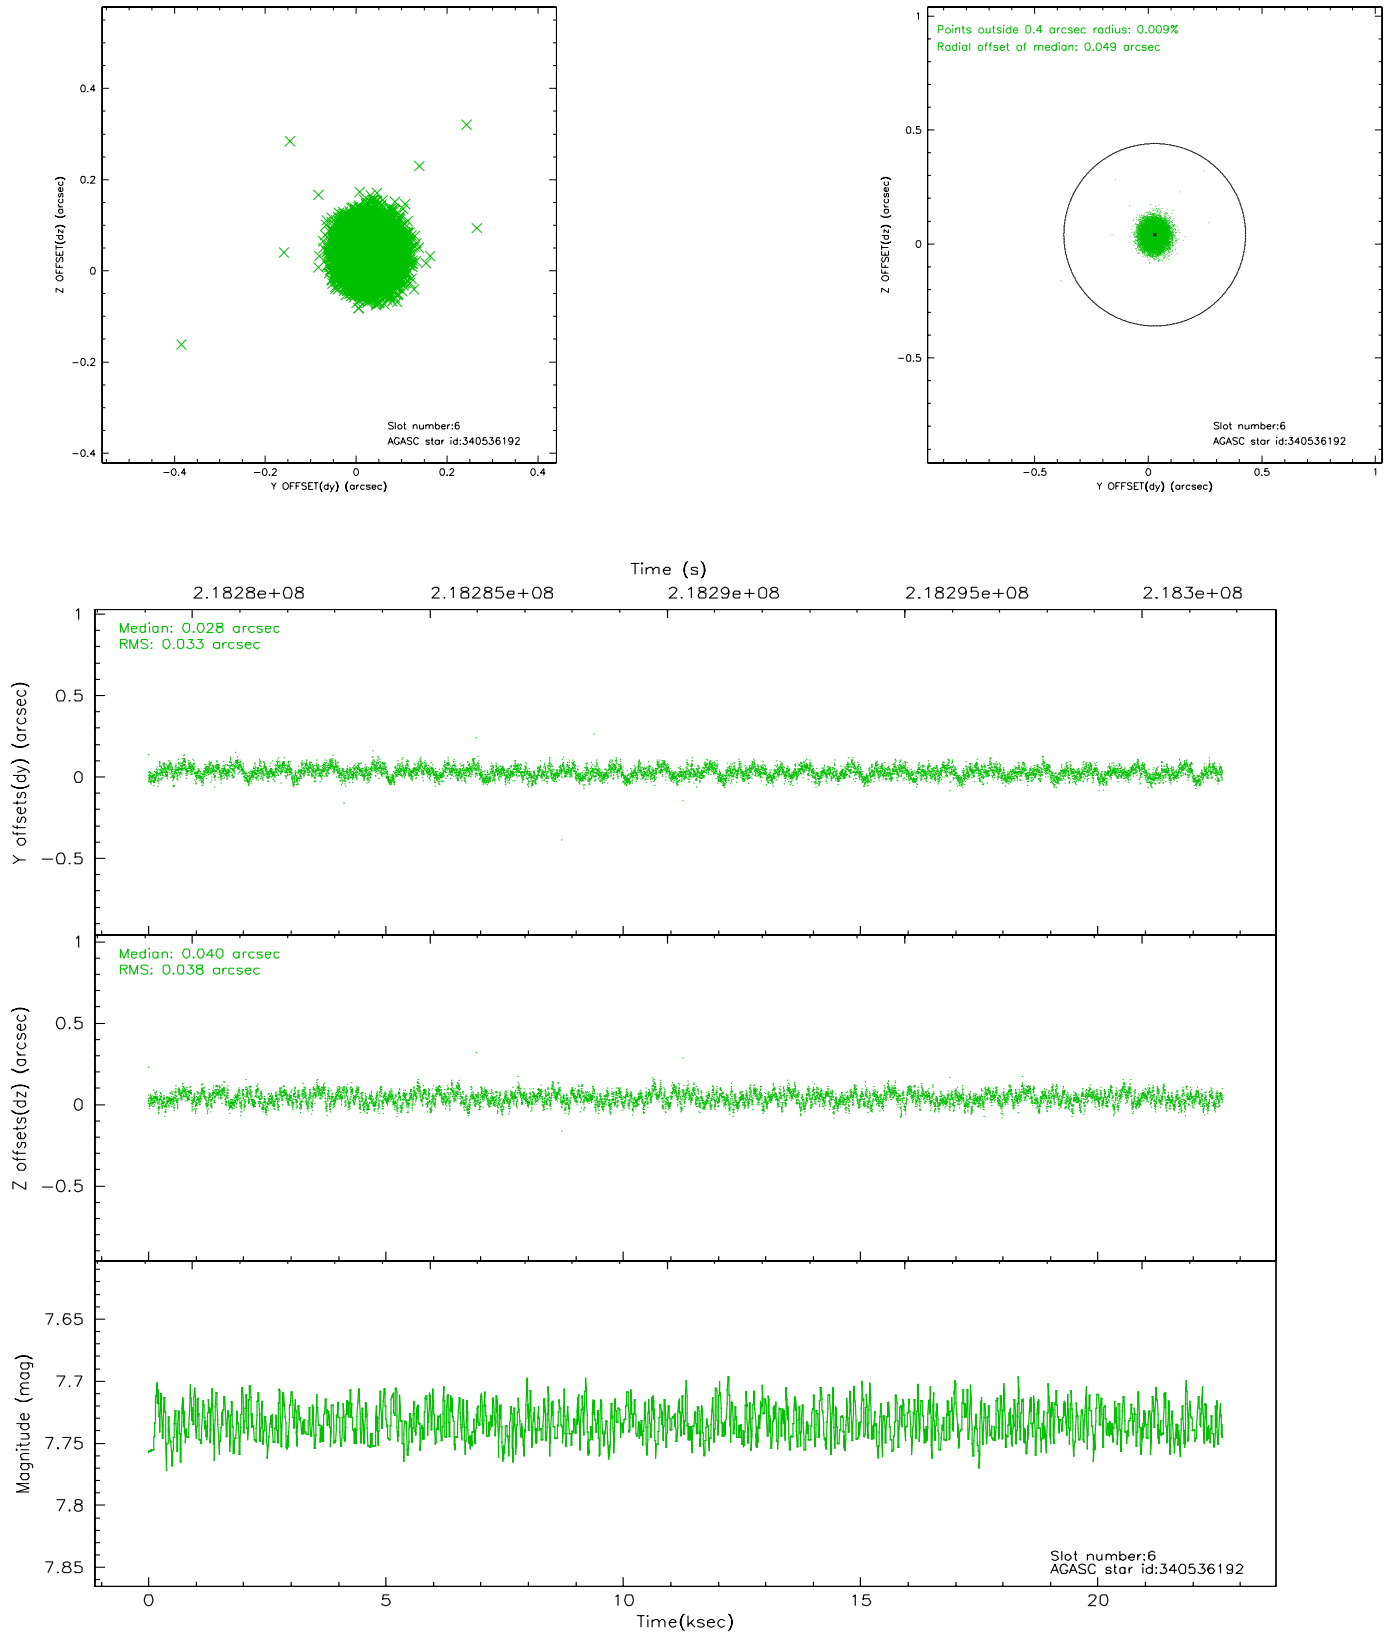 0.4
0.2
0
−0.2
−0.4
Z OFFSET(dz) (arcsec)
Slot number:6
AGASC star id:340536192
−0.4 −0.2 0 0.2 0.4
Y OFFSET(dy) (arcsec)
Points outside 0.4 arcsec radius: 0.009%
Radial offset of median: 0.049 arcsec
1
0.5
0
−0.5
Z OFFSET(dz) (arcsec)
Slot number:6
AGASC star id:340536192
−0.5 0 0.5 1
Y OFFSET(dy) (arcsec)
Time (s)
2.1828e+08 2.18285e+08 2.1829e+08 2.18295e+08 2.183e+08
Median: 0.028 arcsec
RMS: 0.033 arcsec
1
0.5
0
−0.5
Y offsets(dy) (arcsec)
Median: 0.040 arcsec
RMS: 0.038 arcsec
1
0.5
0
−0.5
Z offsets(dz) (arcsec)
7.65
7.7
7.75
7.8
7.85
Magnitude (mag)
Slot number:6
AGASC star id:340536192
0 5 10 15 20
Time(ksec)